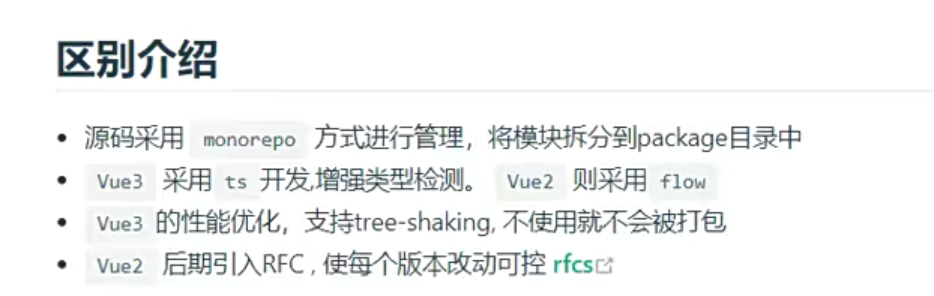 区别介绍
源码采用 monorepo 方式进行管理，将模块拆分到package目录中
Vue3 采用 ts 开发,增强类型检测。 Vue2 则采用 flow
Vue3 的性能优化，支持tree-shaking, 不使用就不会被打包
Vue2 后期引入RFC , 使每个版本改动可控 rfcs